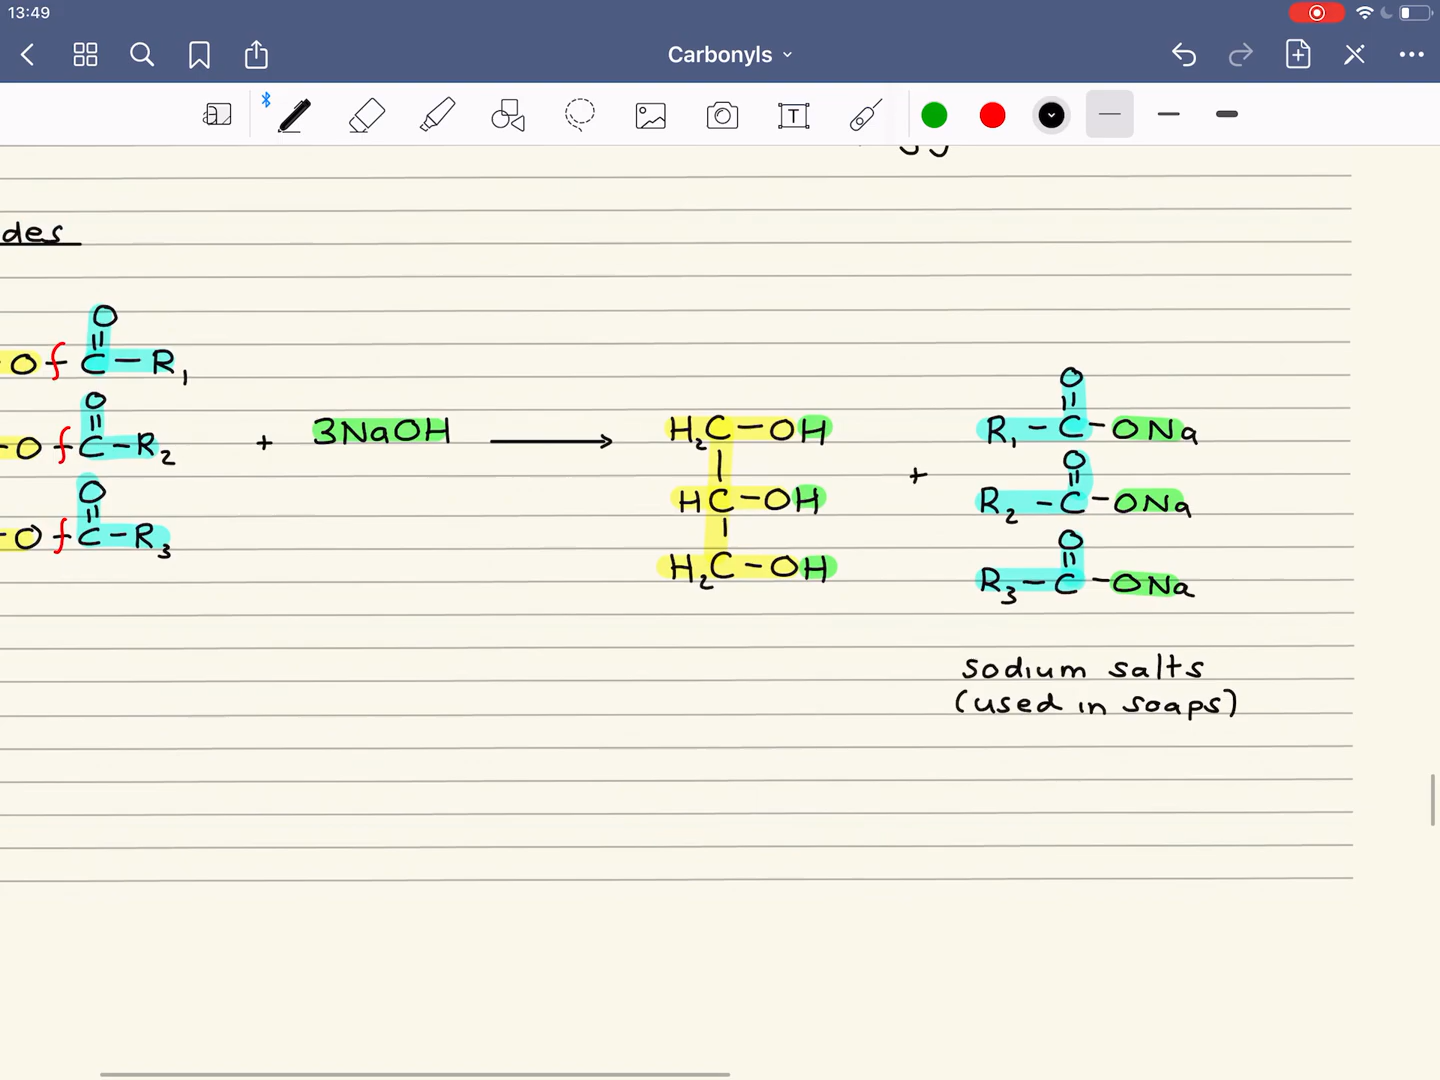 13:49
Carbonyls
T
des
O
O f C - R1
O
O f C - R2 + 3NaOH → H2C - OH + R1 - C - ONa
O
O f C - R3
HC - OH
H2C - OH
O
O
R2 - C - ONa
O
R3 - C - ONa
sodium salts
(used in soaps)